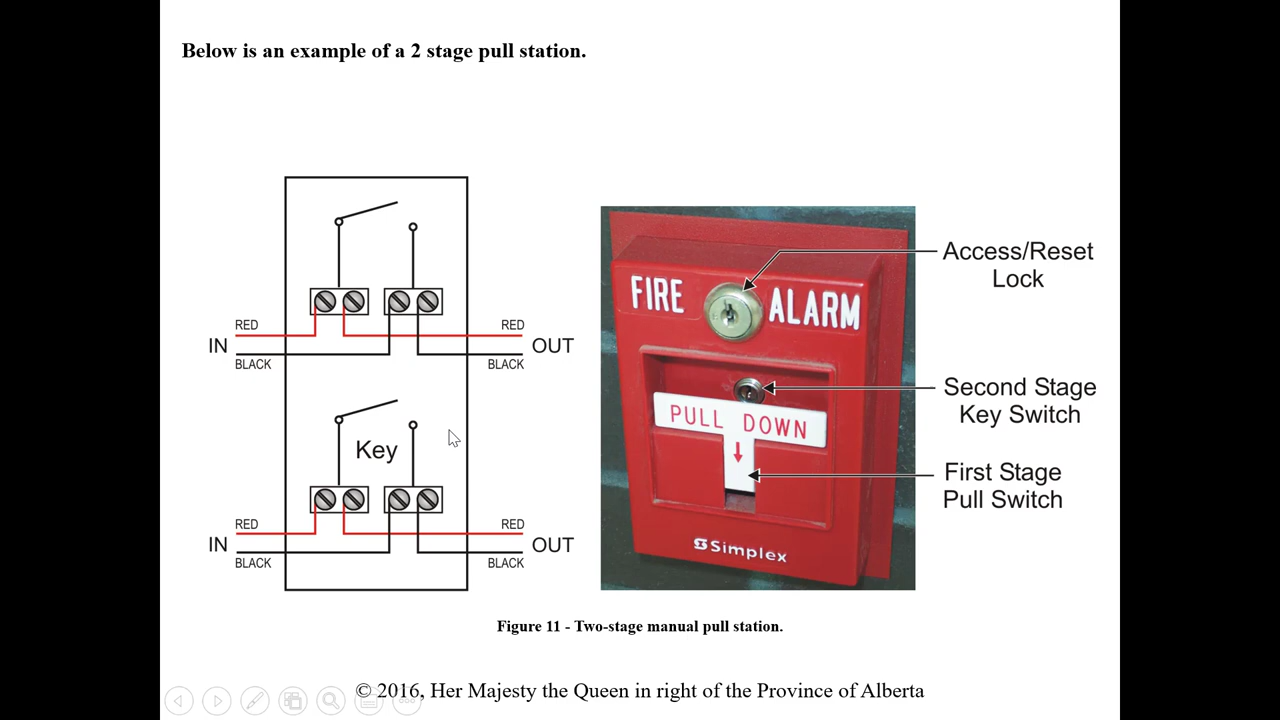 Below is an example of a 2 stage pull station.
RED
RED
IN
OUT
BLACK
BLACK
Key
RED
RED
IN
OUT
BLACK
BLACK
FIRE ALARM
PULL DOWN
Simplex
Access/Reset
Lock
Second Stage
Key Switch
First Stage
Pull Switch
Figure 11 - Two-stage manual pull station.
© 2016, Her Majesty the Queen in right of the Province of Alberta